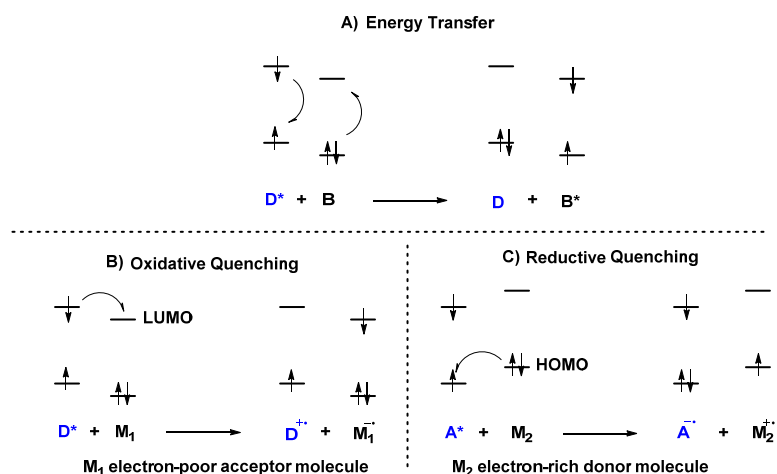 A) Energy Transfer
D* + B D + B*
B) Oxidative Quenching
LUMO
D* + M₁ D⁺• + M₁⁻•
M₁ electron-poor acceptor molecule
C) Reductive Quenching
HOMO
A* + M₂ A⁻• + M₂⁺•
M₂ electron-rich donor molecule